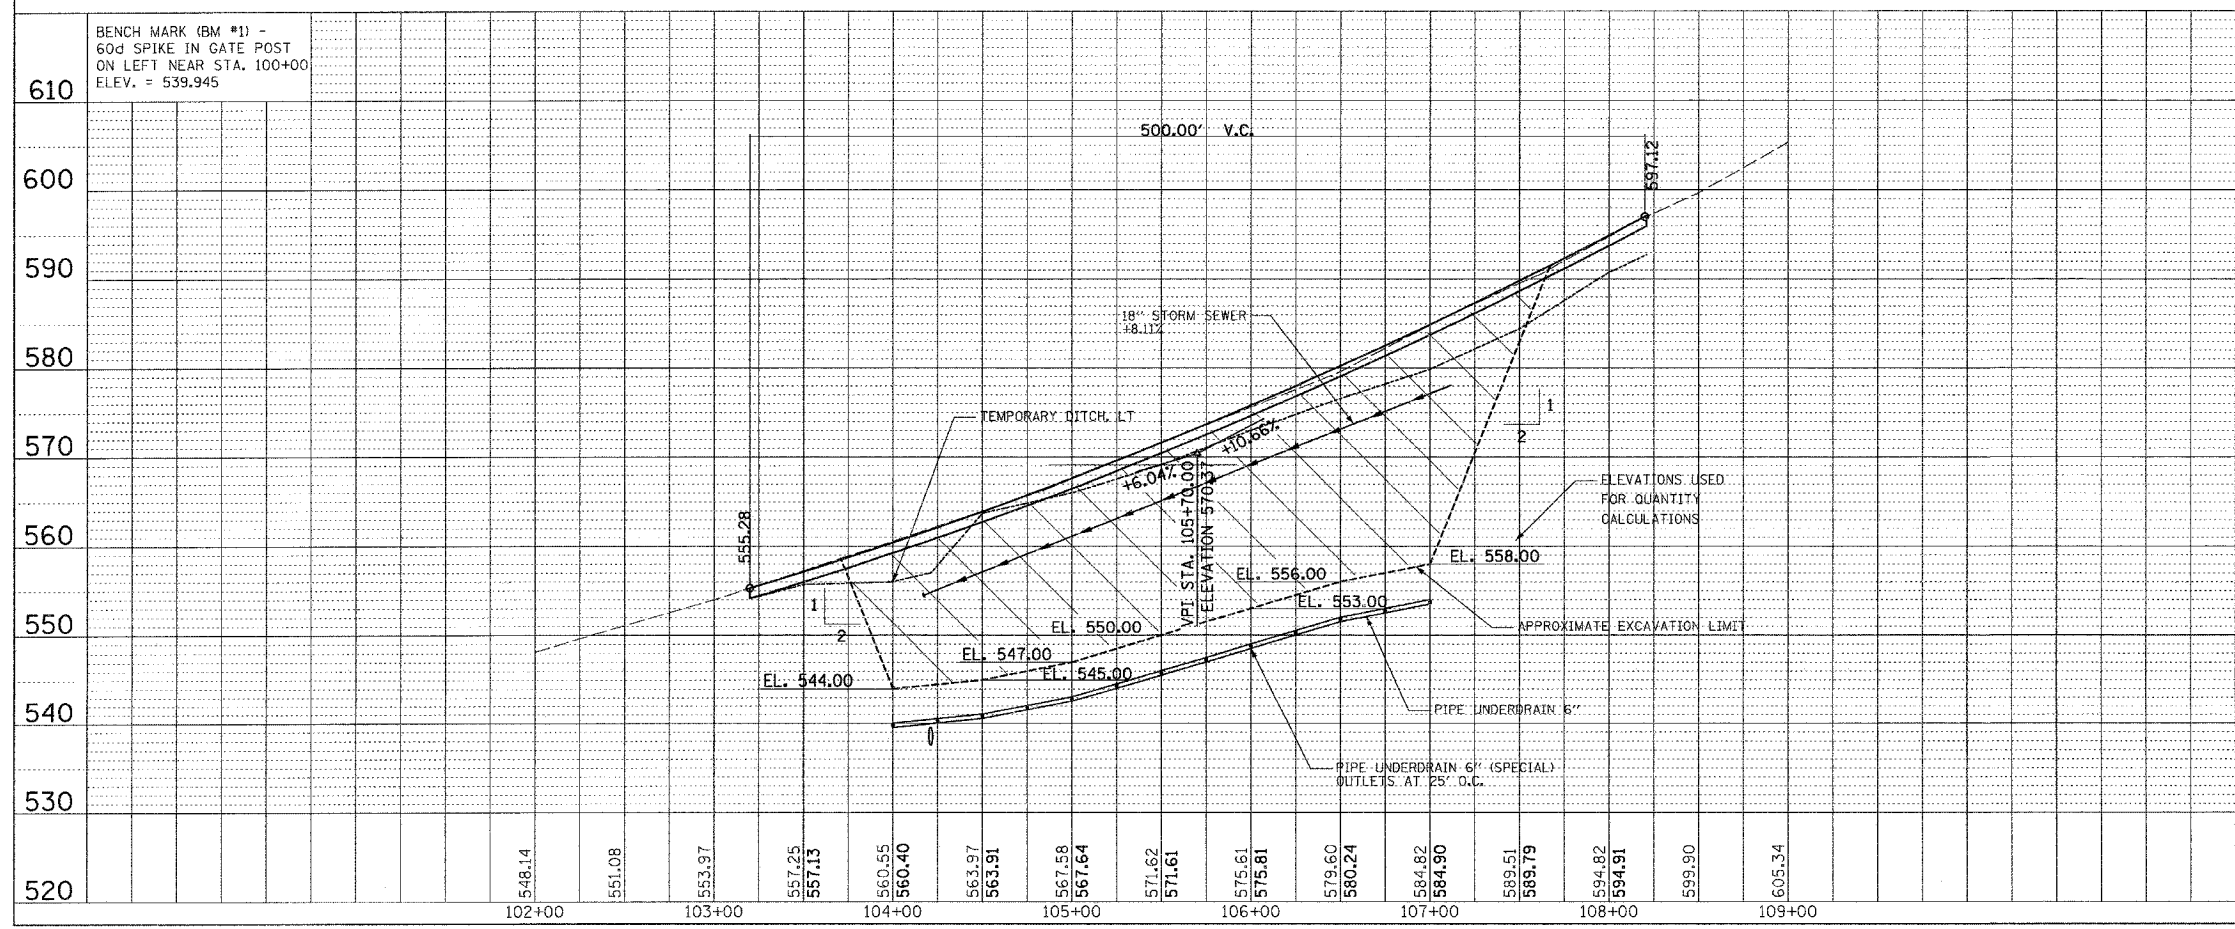 BENCH MARK (BM #1) -
60d SPIKE IN GATE POST
ON LEFT NEAR STA. 100+00
ELEV. = 539.945
610
600
590
580
570
560
550
540
530
520
500.00' V.C.
597.12
555.28
18" STORM SEWER
+8.11%
TEMPORARY DITCH, LT
+6.04%
+10.66%
VPI STA. 105+70.00
ELEVATION 570.37
1
2
1
2
ELEVATIONS USED
FOR QUANTITY
CALCULATIONS
EL. 558.00
EL. 556.00
EL. 553.00
EL. 550.00
EL. 547.00
EL. 545.00
EL. 544.00
APPROXIMATE EXCAVATION LIMIT
PIPE UNDERDRAIN 6"
PIPE UNDERDRAIN 6" (SPECIAL)
OUTLETS AT 25' O.C.
548.14
551.08
553.97
557.25
557.13
560.55
560.40
563.97
563.91
567.58
567.64
571.62
571.61
575.61
575.81
579.60
580.24
584.82
584.90
589.51
589.79
594.82
594.91
599.90
605.34
102+00
103+00
104+00
105+00
106+00
107+00
108+00
109+00